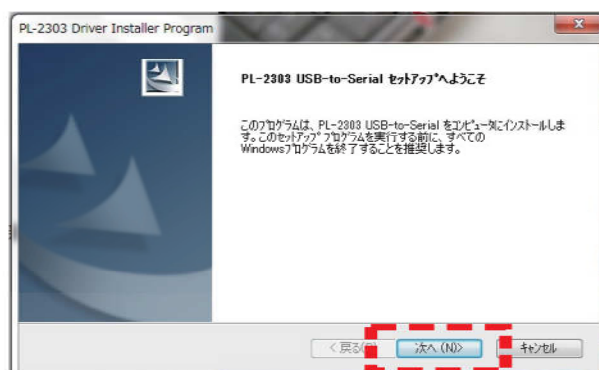 PL-2303 Driver Installer Program
PL-2303 USB-to-Serial ｾｯﾄｱｯﾌﾟへようこそ
このﾌﾟﾛｸﾞﾗﾑは、PL-2303 USB-to-Serial をｺﾝﾋﾟｭｰﾀにｲﾝｽﾄｰﾙしま
す。このｾｯﾄｱｯﾌﾟ ﾌﾟﾛｸﾞﾗﾑを実行する前に、すべての
Windowsﾌﾟﾛｸﾞﾗﾑを終了することを推奨します。
< 戻る(
次へ (N)>
ｷｬﾝｾﾙ